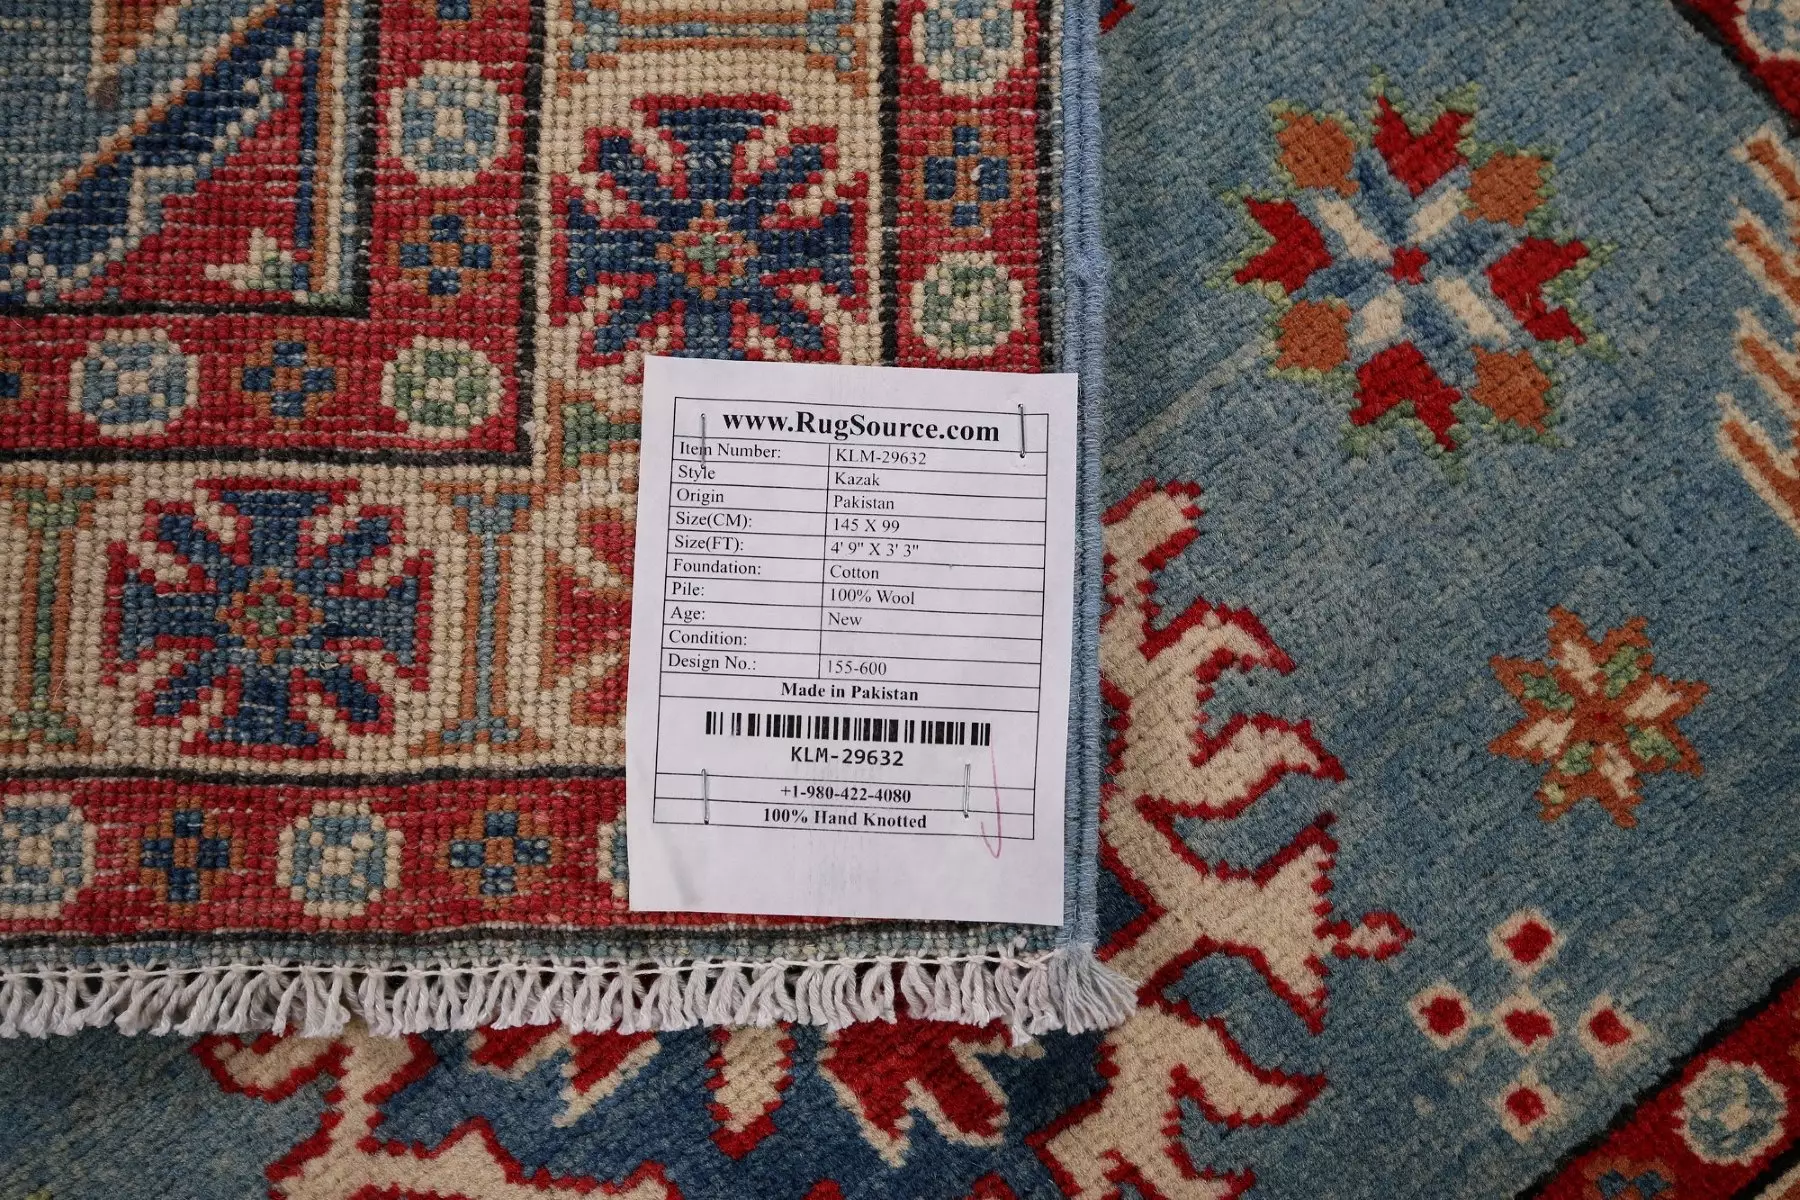 www.RugSource.com
Item Number: KLM-29632
Style Kazak
Origin Pakistan
Size(CM): 145 X 99
Size(FT): 4' 9" X 3' 3"
Foundation: Cotton
Pile: 100% Wool
Age: New
Condition:
Design No.: 155-600
Made in Pakistan
KLM-29632
+1-980-422-4080
100% Hand Knotted